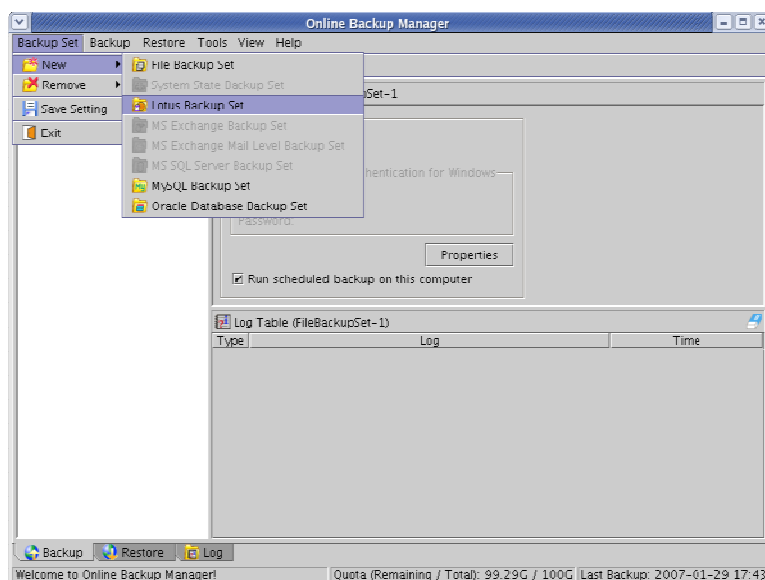 Online Backup Manager
Backup Set Backup Restore Tools View Help
New
Remove
Save Setting
Exit
File Backup Set
System State Backup Set
Lotus Backup Set
MS Exchange Backup Set
MS Exchange Mail Level Backup Set
MS SQL Server Backup Set
MySQL Backup Set
Oracle Database Backup Set
pSet-1
hentication for Windows
Password:
Properties
Run scheduled backup on this computer
Log Table (FileBackupSet-1)
Type Log Time
Backup Restore Log
Welcome to Online Backup Manager! Quota (Remaining / Total): 99.29G / 100G Last Backup: 2007-01-29 17:43